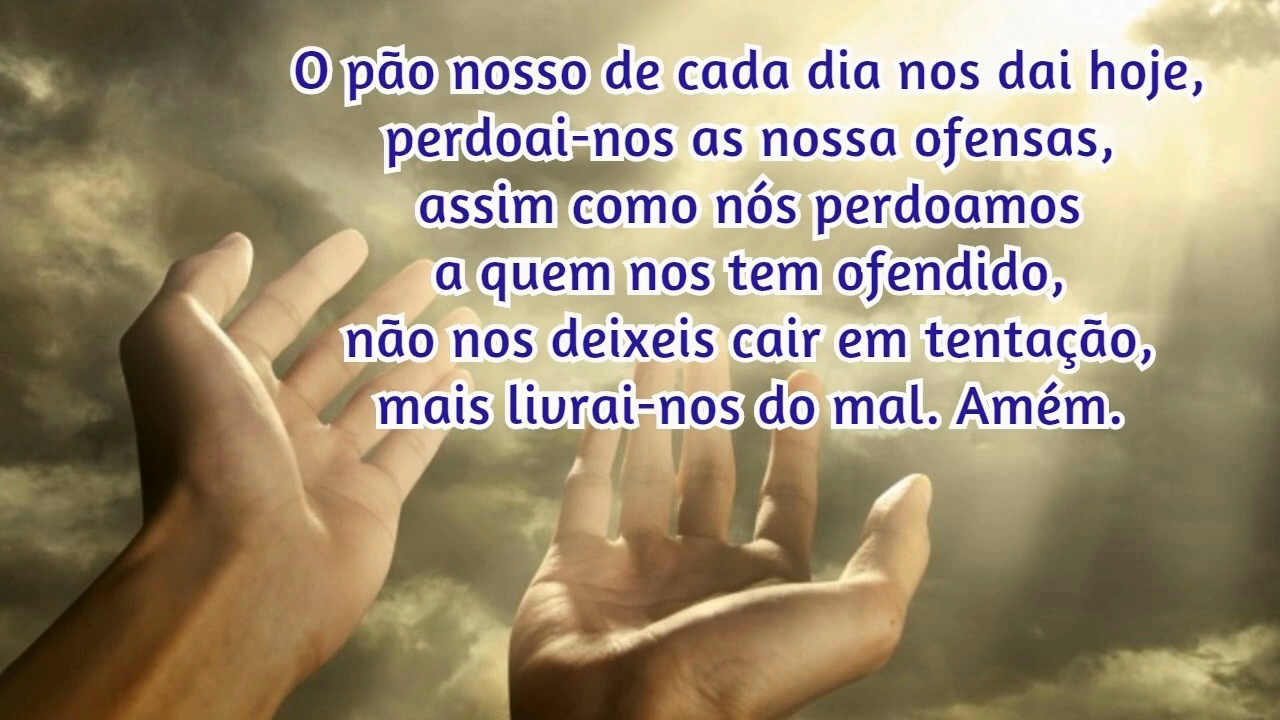 O pão nosso de cada dia nos dai hoje,
perdoai-nos as nossa ofensas,
assim como nós perdoamos
a quem nos tem ofendido,
não nos deixeis cair em tentação,
mais livrai-nos do mal. Amém.